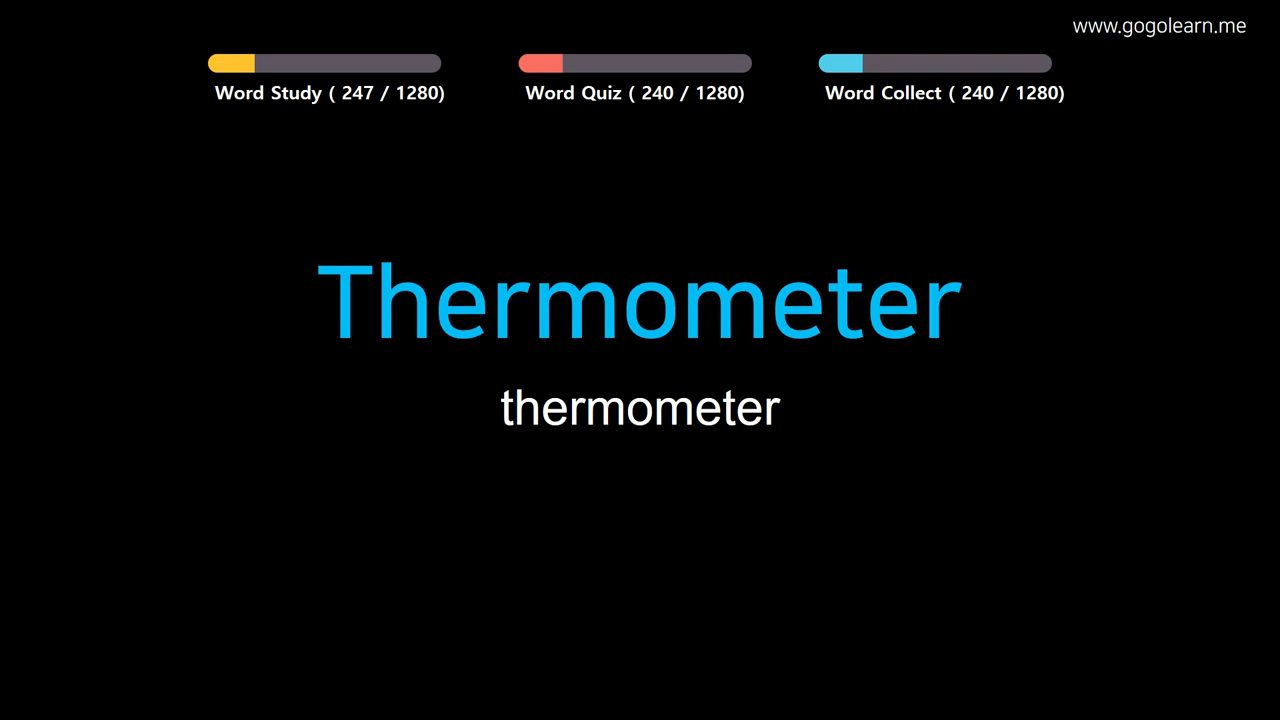 www.gogolearn.me
Word Study ( 247 / 1280)
Word Quiz ( 240 / 1280)
Word Collect ( 240 / 1280)
Thermometer
thermometer